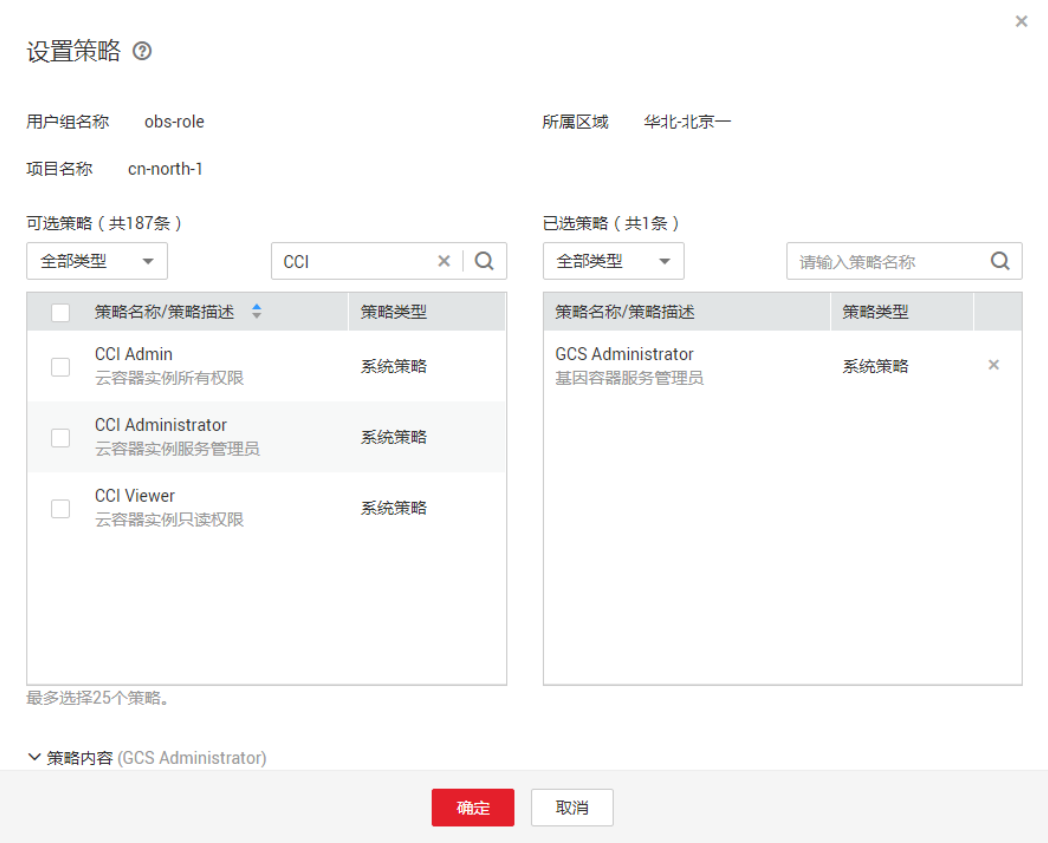 设置策略
用户组名称 obs-role 所属区域 华北-北京一
项目名称 cn-north-1
可选策略 ( 共187条 ) 已选策略 ( 共1条 )
全部类型 CCI 全部类型 请输入策略名称
策略名称/策略描述 策略类型 策略名称/策略描述 策略类型
CCI Admin
云容器实例所有权限
系统策略
GCS Administrator
基因容器服务管理员
系统策略
CCI Administrator
云容器实例服务管理员
系统策略
CCI Viewer
云容器实例只读权限
系统策略
最多选择25个策略。
策略内容 (GCS Administrator)
确定 取消